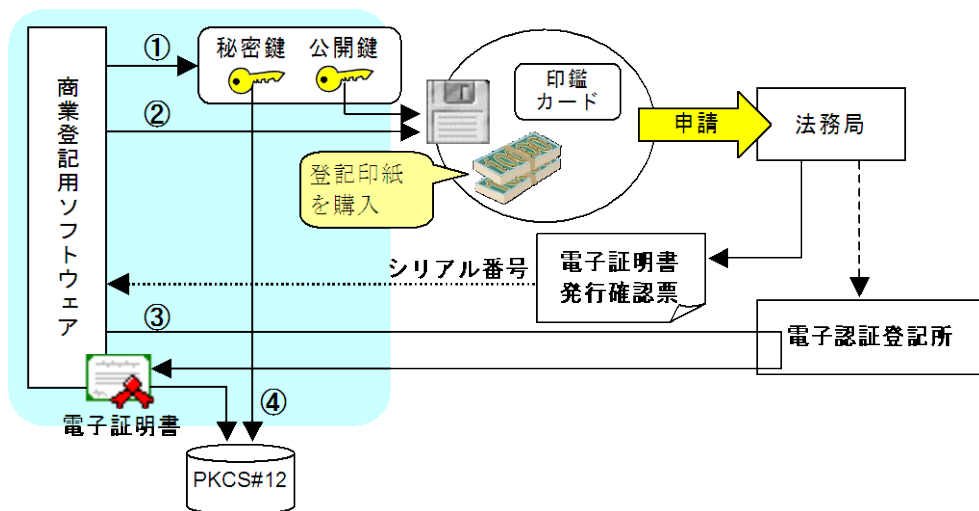 商業登記用ソフトウェア
①
秘密鍵 公開鍵
②
印鑑
カード
申請
法務局
登記印紙
を購入
シリアル番号
電子証明書
発行確認票
③
電子認証登記所
電子証明書
④
PKCS#12